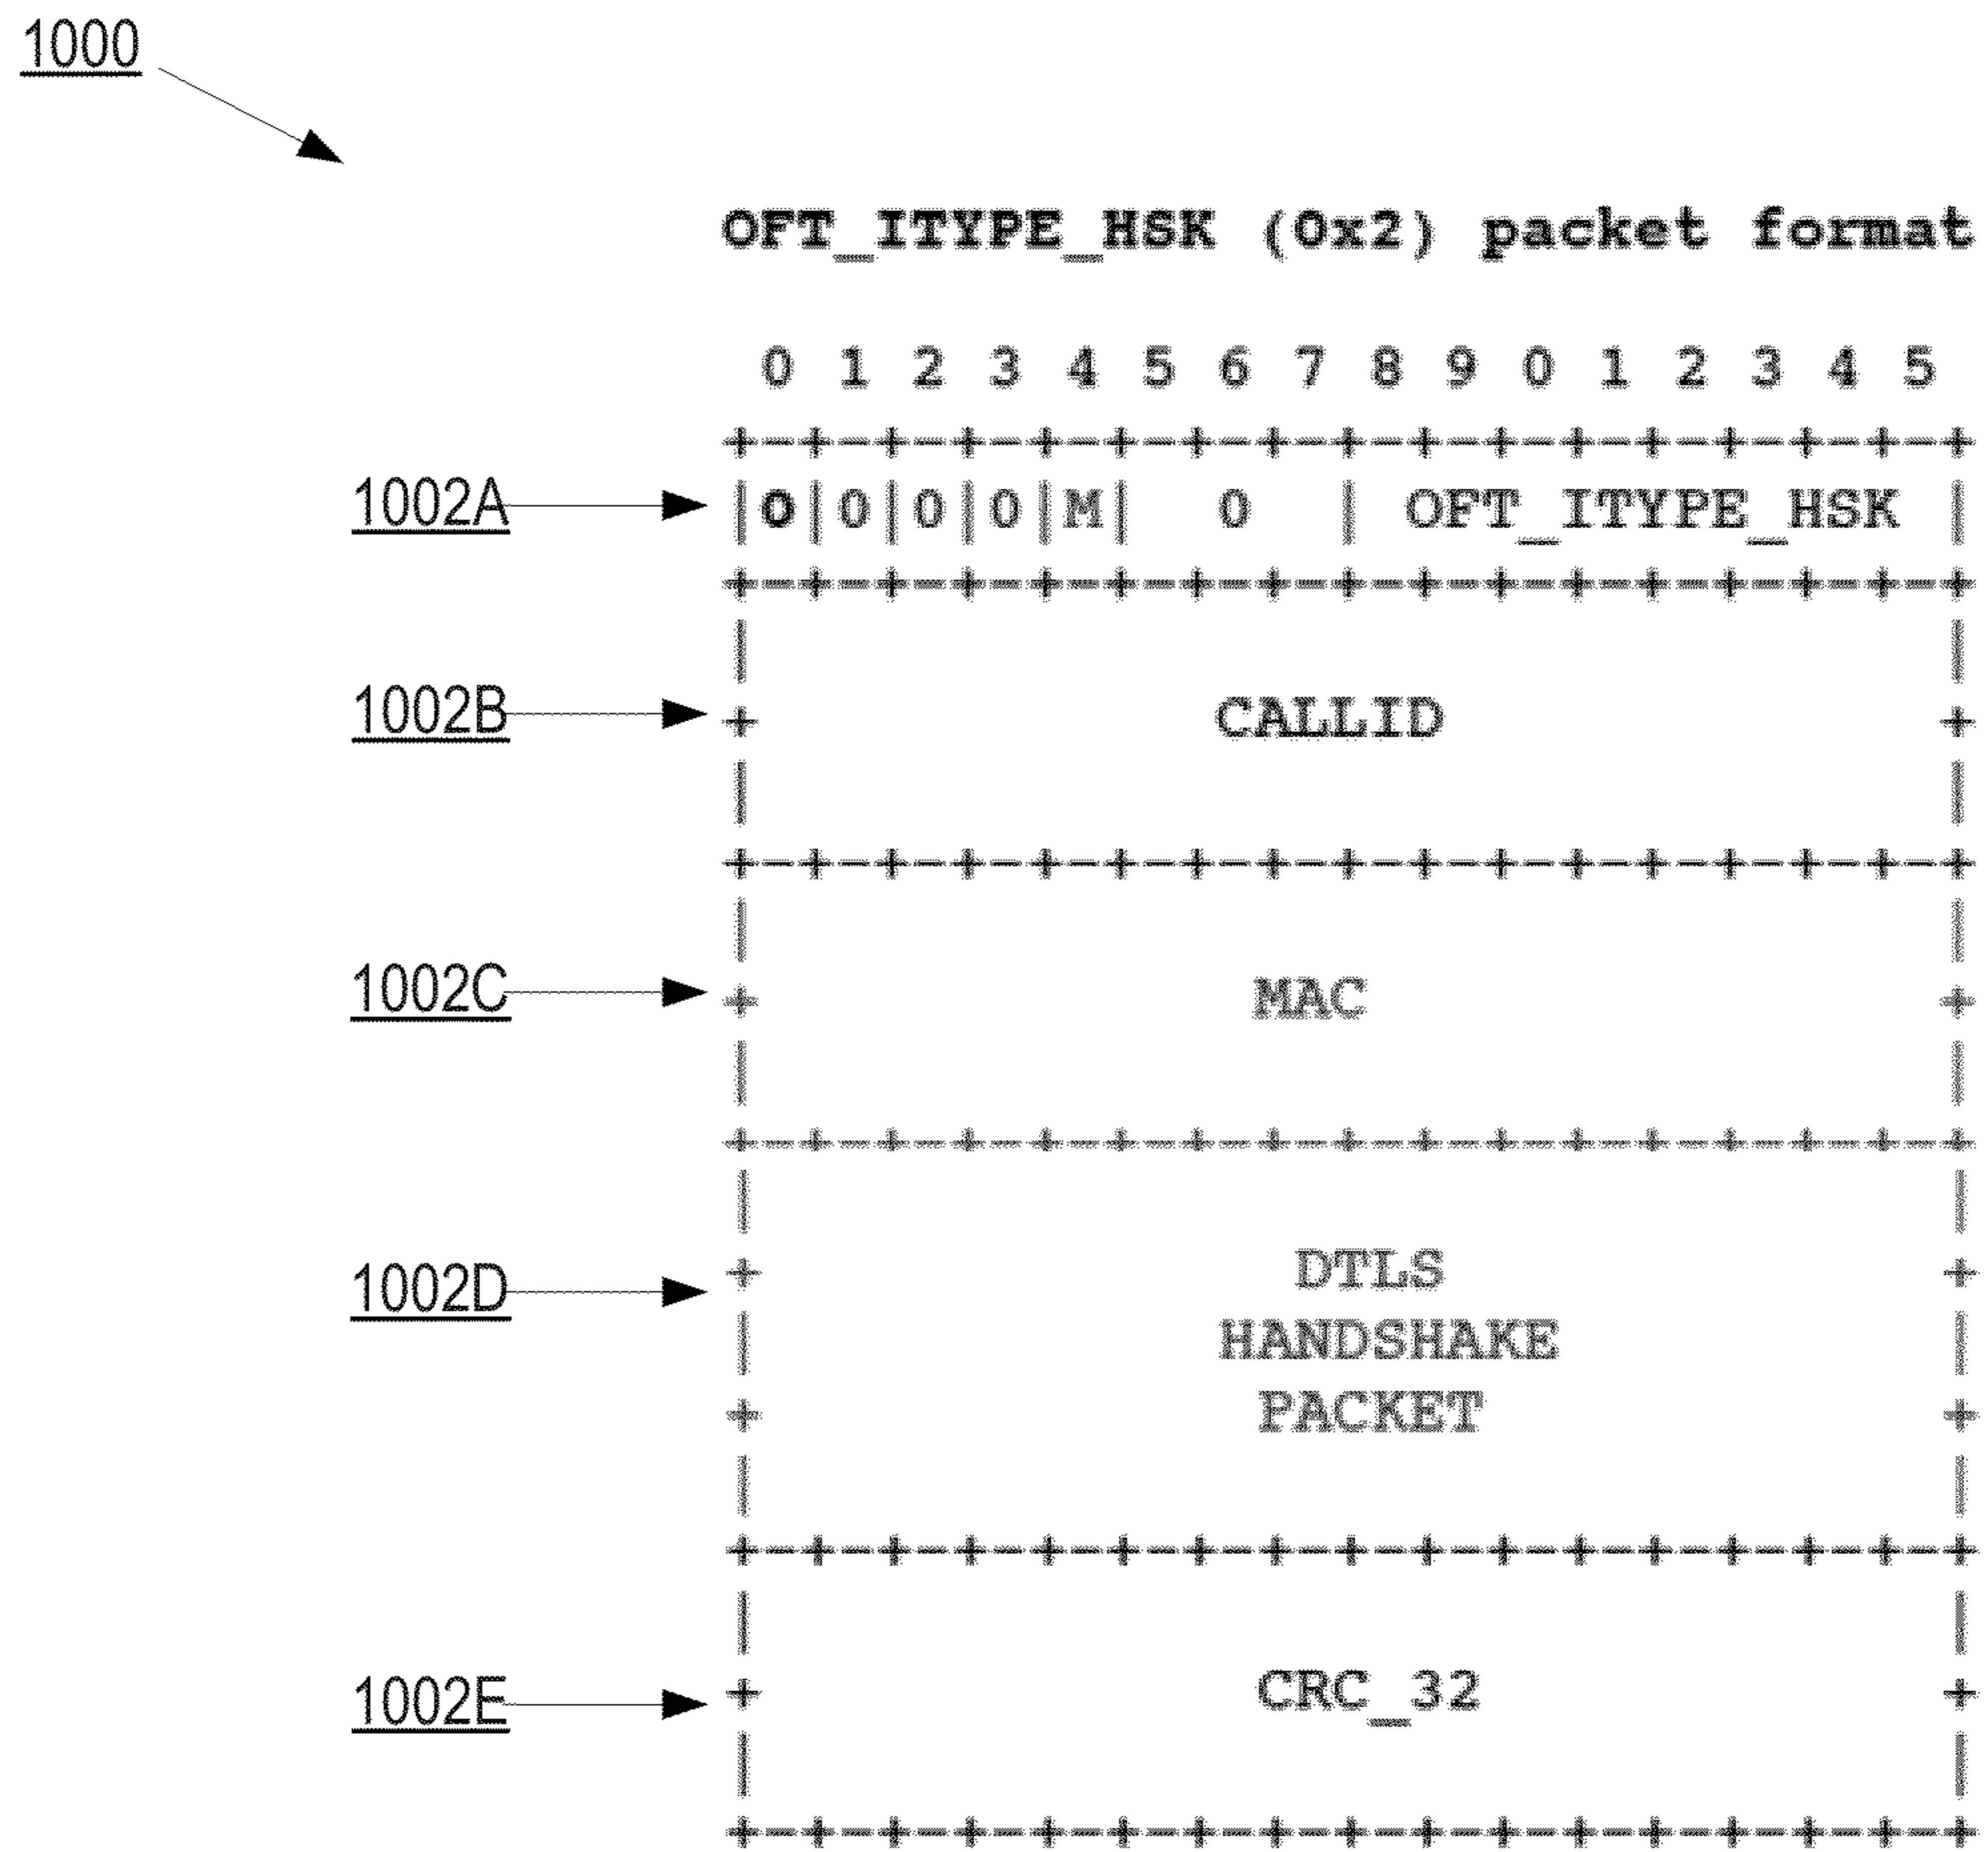 1000
OFT_ITYPE_HSK (0x2) packet format
0 1 2 3 4 5 6 7 8 9 0 1 2 3 4 5
+-+-+-+-+-+-+-+-+-+-+-+-+-+-+-+-+
1002A |0|0|0|0|M| 0 | OFT_ITYPE_HSK |
+-+-+-+-+-+-+-+-+-+-+-+-+-+-+-+-+
| |
1002B + CALLID +
| |
+-+-+-+-+-+-+-+-+-+-+-+-+-+-+-+-+
| |
1002C + MAC +
| |
+-+-+-+-+-+-+-+-+-+-+-+-+-+-+-+-+
| |
1002D + DTLS +
| HANDSHAKE |
+ PACKET +
| |
+-+-+-+-+-+-+-+-+-+-+-+-+-+-+-+-+
| |
1002E + CRC_32 +
| |
+-+-+-+-+-+-+-+-+-+-+-+-+-+-+-+-+